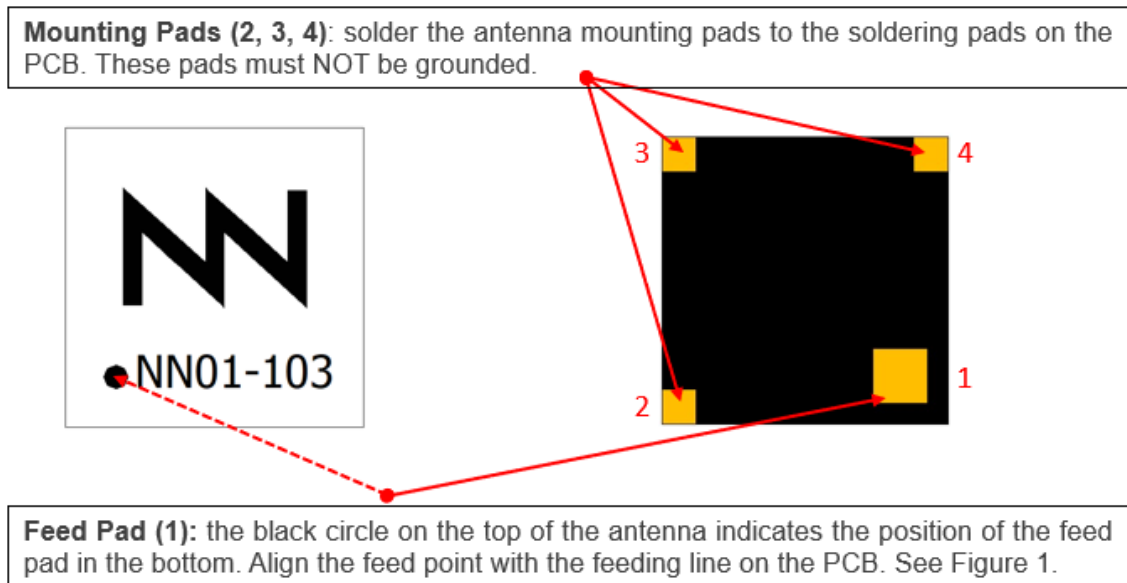 Mounting Pads (2, 3, 4): solder the antenna mounting pads to the soldering pads on the
PCB. These pads must NOT be grounded.
3
4
NN01-103
1
2
Feed Pad (1): the black circle on the top of the antenna indicates the position of the feed
pad in the bottom. Align the feed point with the feeding line on the PCB. See Figure 1.